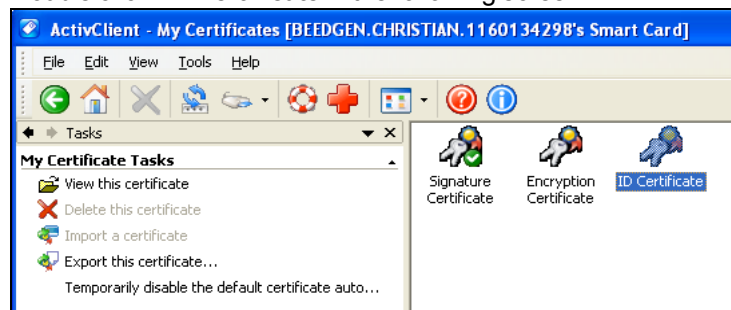 ActivClient - My Certificates [BEEDGEN.CHRISTIAN.1160134298's Smart Card]
File Edit View Tools Help
Tasks
My Certificate Tasks
View this certificate
Delete this certificate
Import a certificate
Export this certificate...
Temporarily disable the default certificate auto...
Signature Certificate
Encryption Certificate
ID Certificate